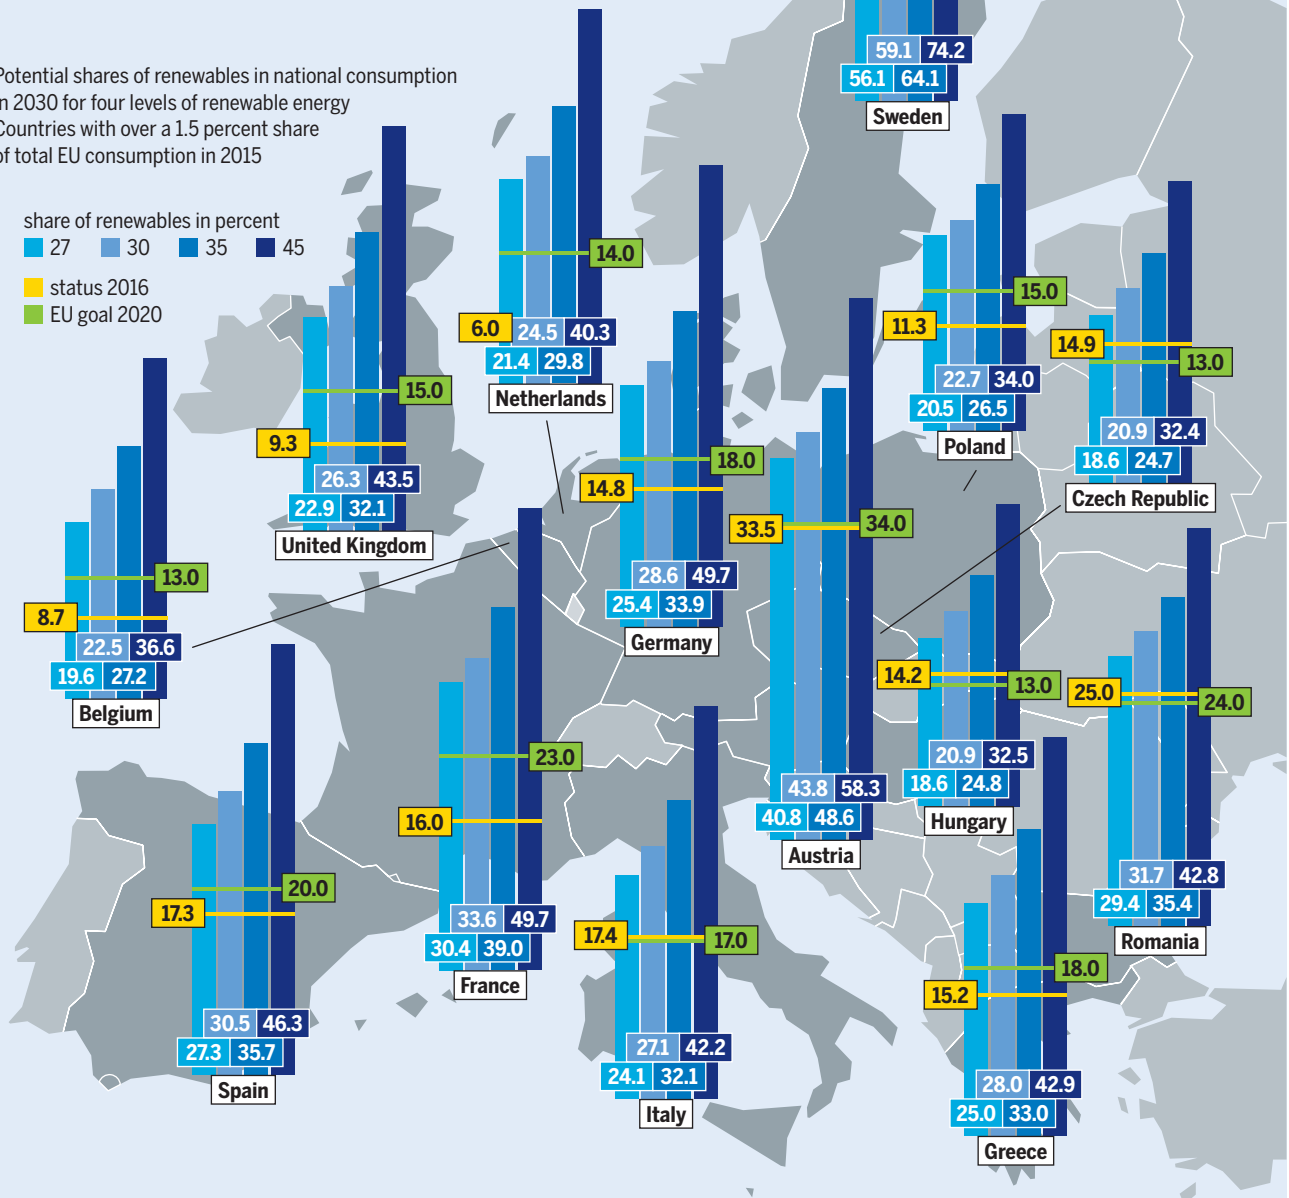 Potential shares of renewables in national consumption
in 2030 for four levels of renewable energy
Countries with over a 1.5 percent share
of total EU consumption in 2015
share of renewables in percent
27 30 35 45
status 2016
EU goal 2020
59.1 74.2
56.1 64.1
Sweden
14.0
6.0 24.5 40.3
21.4 29.8
Netherlands
15.0
11.3
22.7 34.0
20.5 26.5
Poland
14.9
13.0
20.9 32.4
18.6 24.7
Czech Republic
15.0
9.3
26.3 43.5
22.9 32.1
United Kingdom
18.0
14.8
28.6 49.7
25.4 33.9
Germany
33.5 34.0
43.8 58.3
40.8 48.6
Austria
13.0
8.7
22.5 36.6
19.6 27.2
Belgium
14.2
13.0
20.9 32.5
18.6 24.8
Hungary
25.0
24.0
31.7 42.8
29.4 35.4
Romania
23.0
16.0
33.6 49.7
30.4 39.0
France
20.0
17.3
30.5 46.3
27.3 35.7
Spain
17.4 17.0
27.1 42.2
24.1 32.1
Italy
18.0
15.2
28.0 42.9
25.0 33.0
Greece